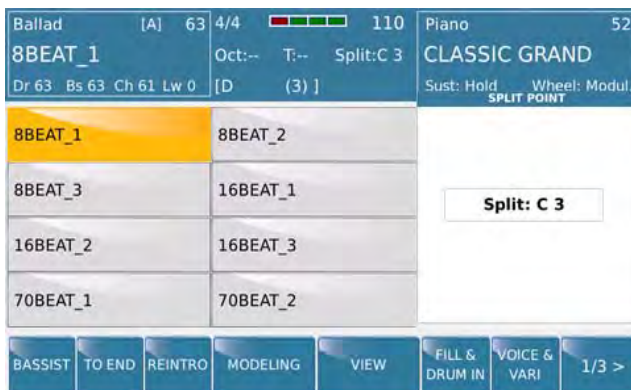 Ballad [A] 63
8BEAT_1
Dr 63 Bs 63 Ch 61 Lw 0
4/4 110
Oct:-- T:-- Split:C 3
[D (3) ]
Piano 52
CLASSIC GRAND
Sust: Hold Wheel: Modul.
SPLIT POINT
8BEAT_1 8BEAT_2
8BEAT_3 16BEAT_1
16BEAT_2 16BEAT_3
70BEAT_1 70BEAT_2
Split: C 3
BASSIST TO END REINTRO MODELING VIEW FILL & DRUM IN VOICE & VARI 1/3 >